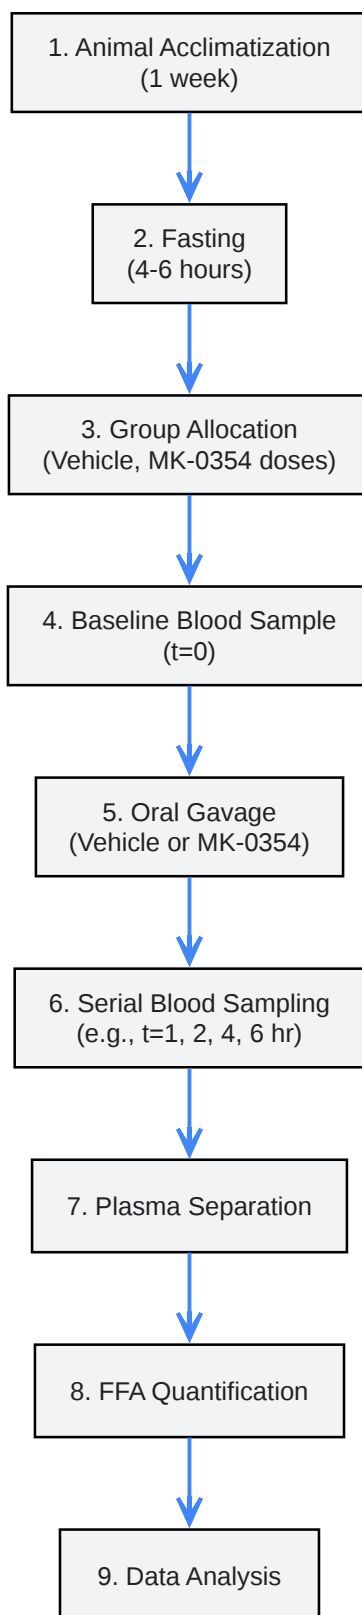 1. Animal Acclimatization
(1 week)
2. Fasting
(4-6 hours)
3. Group Allocation
(Vehicle, MK-0354 doses)
4. Baseline Blood Sample
(t=0)
5. Oral Gavage
(Vehicle or MK-0354)
6. Serial Blood Sampling
(e.g., t=1, 2, 4, 6 hr)
7. Plasma Separation
8. FFA Quantification
9. Data Analysis